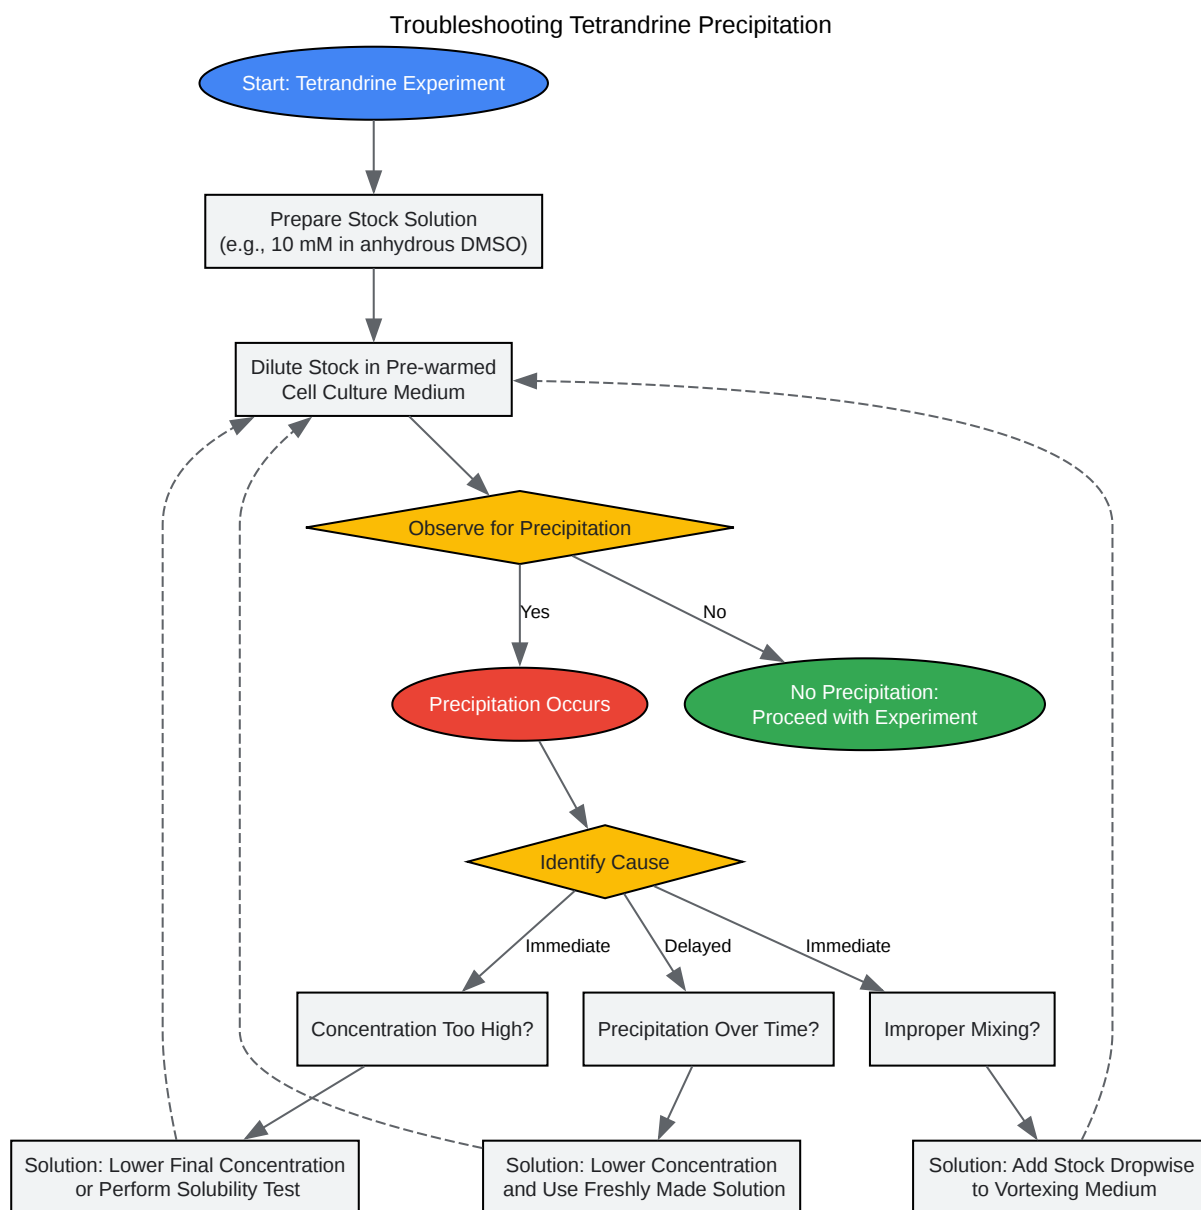 Troubleshooting Tetrandrine Precipitation
Start: Tetrandrine Experiment
Prepare Stock Solution
(e.g., 10 mM in anhydrous DMSO)
Dilute Stock in Pre-warmed
Cell Culture Medium
Observe for Precipitation
Yes
No
Precipitation Occurs
No Precipitation:
Proceed with Experiment
Identify Cause
Immediate
Delayed
Immediate
Concentration Too High?
Precipitation Over Time?
Improper Mixing?
Solution: Lower Final Concentration
or Perform Solubility Test
Solution: Lower Concentration
and Use Freshly Made Solution
Solution: Add Stock Dropwise
to Vortexing Medium